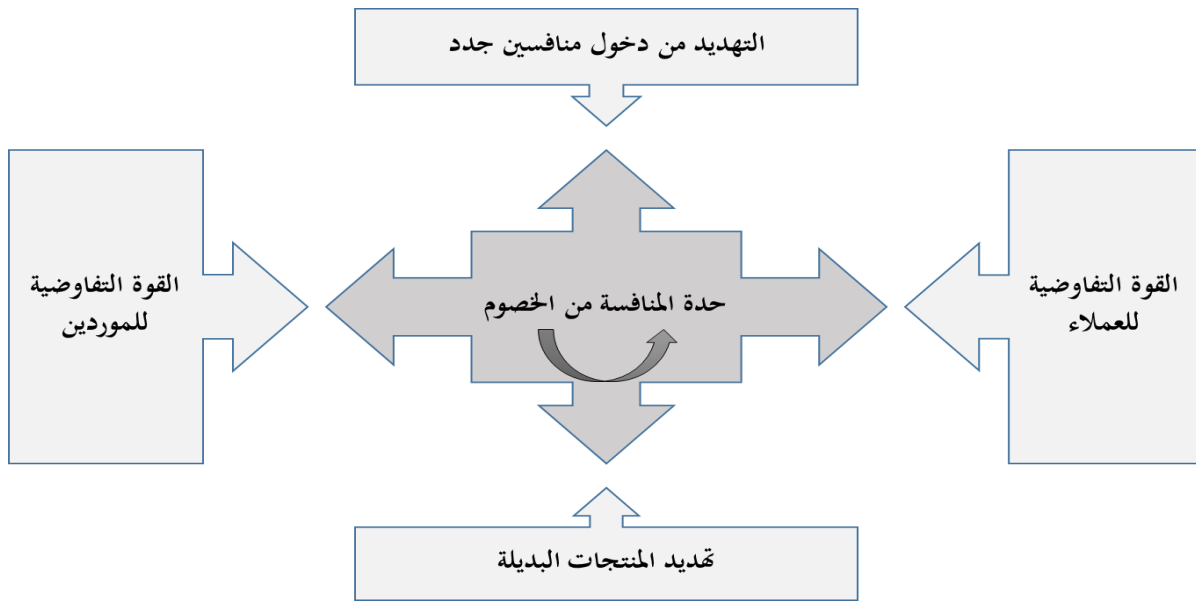 التهديد من دخول منافسين جدد
القوة التفاوضية
للعملاء
حدة المنافسة من الخصوم
القوة التفاوضية
للموردين
تهديد المنتجات البديلة